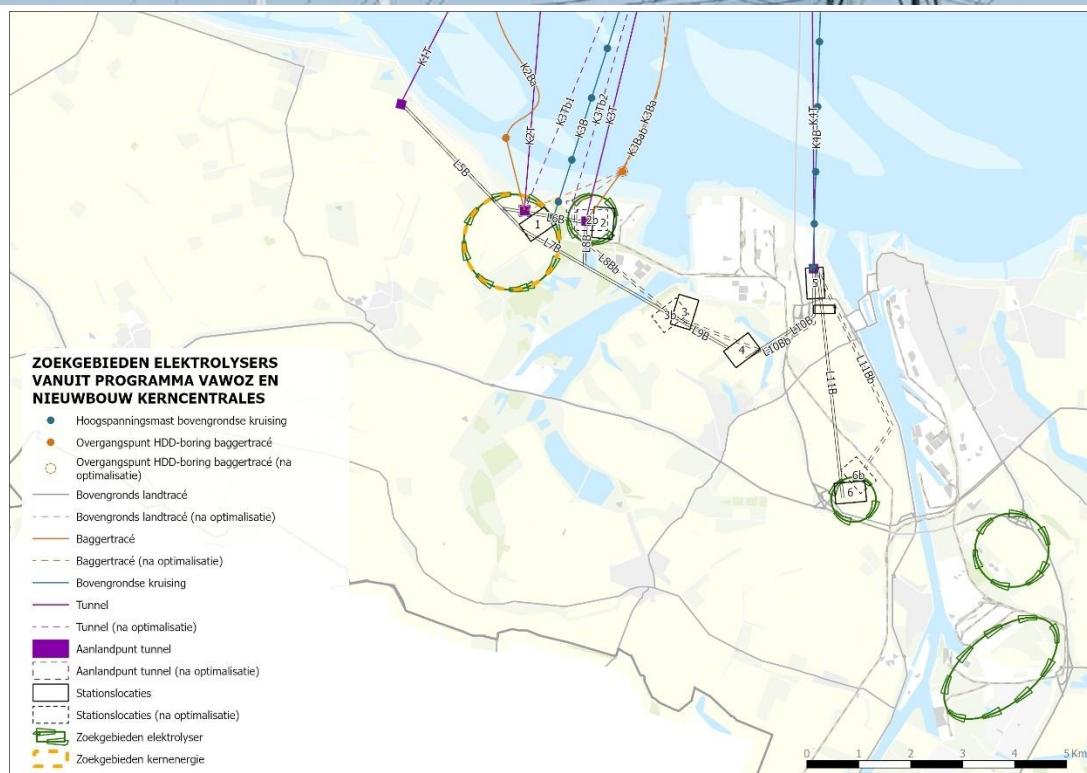 K1T
K2Ba
K2T
K3Tb1
K3B
K3Tb2
K3T
K3Bab
K3Ba
K4T
K4B
L5B
L6B
1
2b
2
L8B
L7B
L8Bb
3b
3
L9B
4
L10Bb
L10B
5
L11B
L11Bb
6b
6
ZOEKGEBIEDEN ELEKTROLYSERS
VANUIT PROGRAMMA VAWOZ EN
NIEUWBOUW KERNCENTRALES
Hoogspanningsmast bovengrondse kruising
Overgangspunt HDD-boring baggertracé
Overgangspunt HDD-boring baggertracé (na
optimalisatie)
Bovengronds landtracé
Bovengronds landtracé (na optimalisatie)
Baggertracé
Baggertracé (na optimalisatie)
Bovengrondse kruising
Tunnel
Tunnel (na optimalisatie)
Aanlandpunt tunnel
Aanlandpunt tunnel (na optimalisatie)
Stationslocaties
Stationslocaties (na optimalisatie)
Zoekgebieden elektrolyser
Zoekgebieden kernenergie
0 1 2 3 4 5 Km